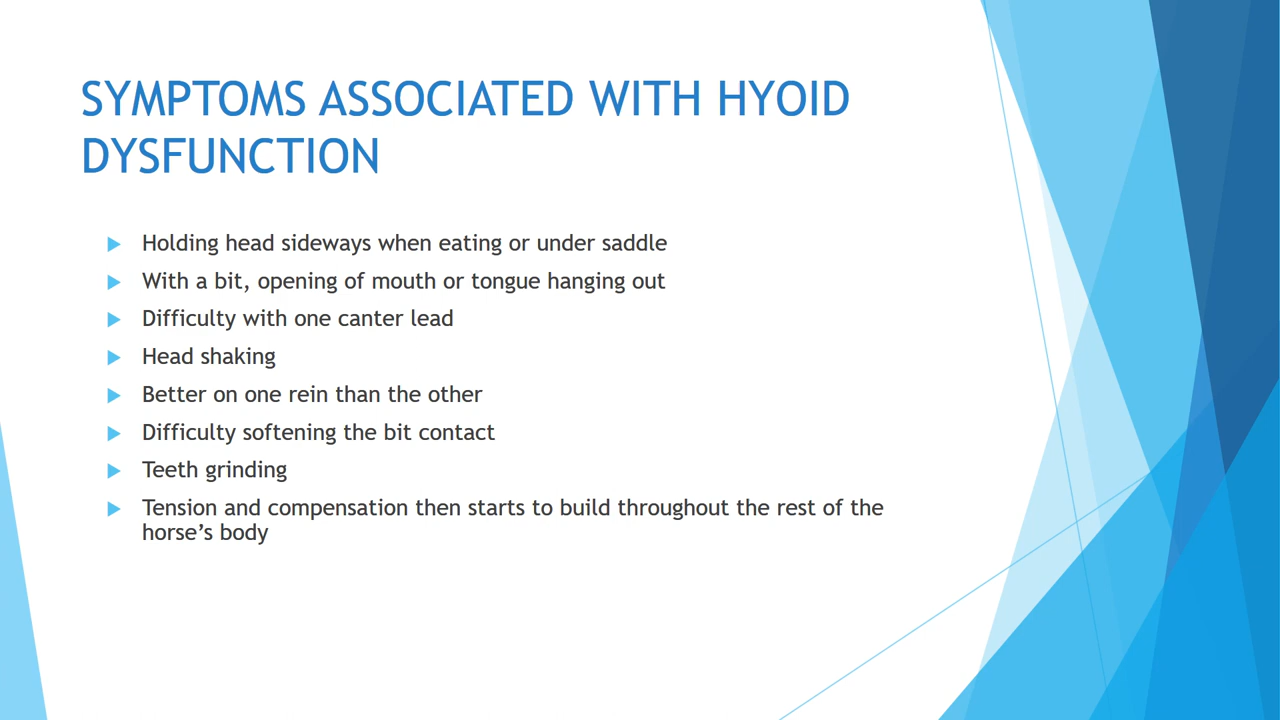 SYMPTOMS ASSOCIATED WITH HYOID
DYSFUNCTION
Holding head sideways when eating or under saddle
With a bit, opening of mouth or tongue hanging out
Difficulty with one canter lead
Head shaking
Better on one rein than the other
Difficulty softening the bit contact
Teeth grinding
Tension and compensation then starts to build throughout the rest of the
horse’s body